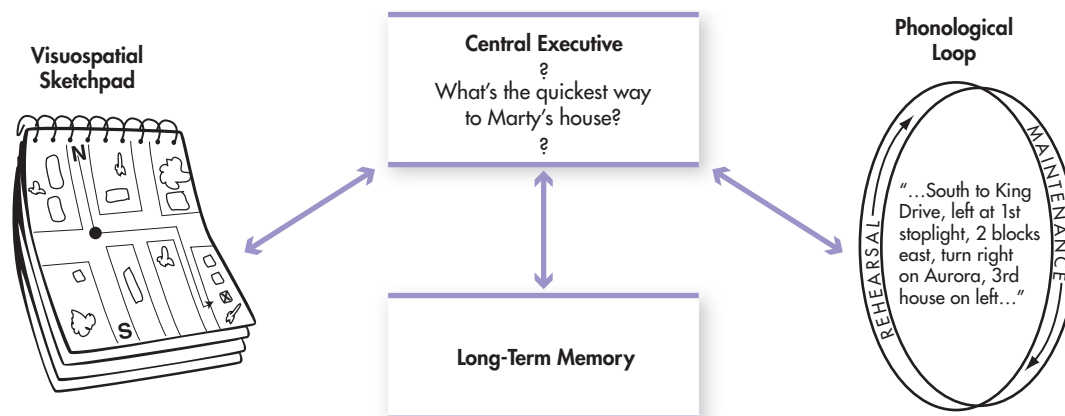 Visuospatial
Sketchpad
N
S
Central Executive
?
What's the quickest way
to Marty's house?
?
Long-Term Memory
Phonological
Loop
REHEARSAL
MAINTENANCE
“...South to King
Drive, left at 1st
stoplight, 2 blocks
east, turn right
on Aurora, 3rd
house on left...”